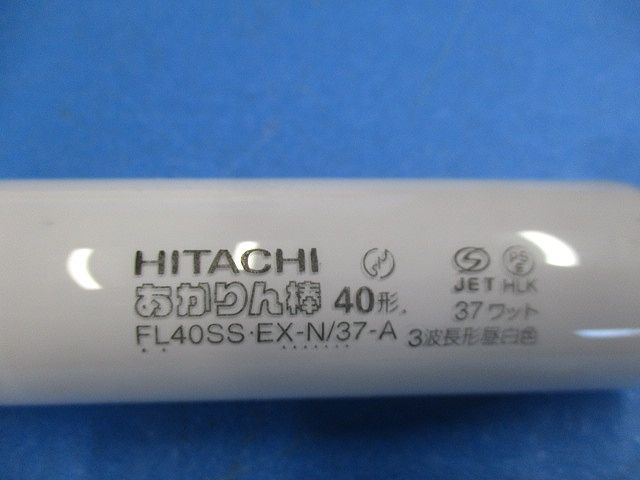 HITACHI
あかりん棒 40形
FL40SS·EX-N/37-A
PS
E
JET HLK
37ワット
3波長形昼白色